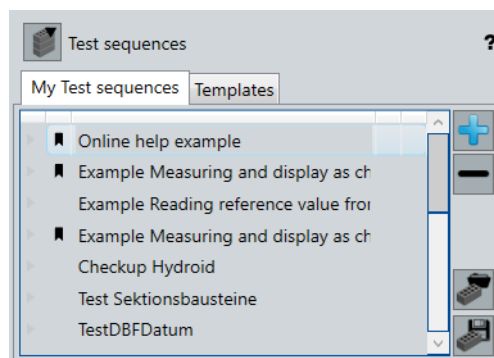 Test sequences
?
My Test sequences
Templates
Online help example
Example Measuring and display as ch
Example Reading reference value fro
Example Measuring and display as ch
Checkup Hydroid
Test Sektionsbausteine
TestDBFDatum